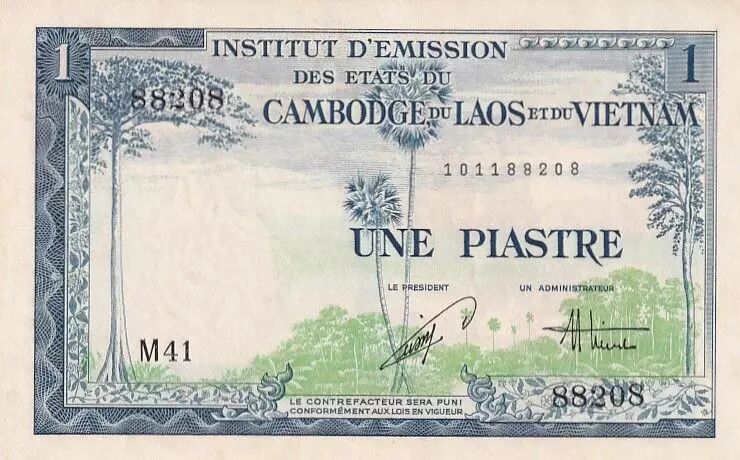 1
INSTITUT D'EMISSION
1
DES ETATS DU
88208
CAMBODGE DU LAOS ET DU VIETNAM
101188208
UNE PIASTRE
LE PRESIDENT
UN ADMINISTRATEUR
M41
88208
LE CONTREFACTEUR SERA PUNI
CONFORMÉMENT AUX LOIS EN VIGUEUR